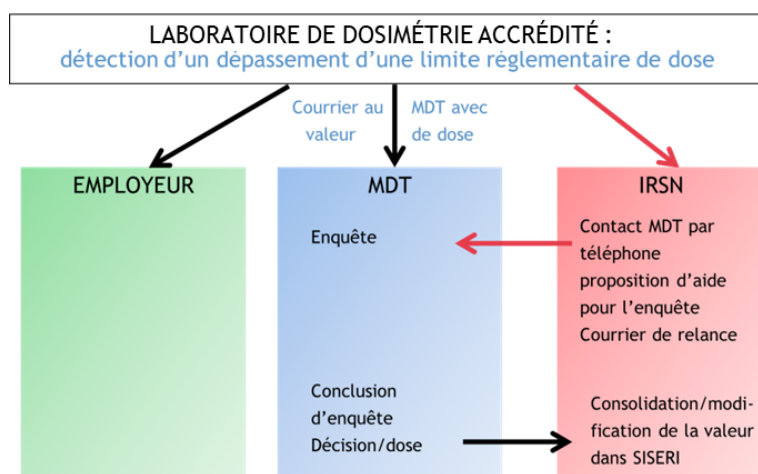 LABORATOIRE DE DOSIMÉTRIE ACCRÉDITÉ :
détection d'un dépassement d'une limite réglementaire de dose
Courrier au MDT avec
valeur de dose
EMPLOYEUR
MDT
Enquête
Conclusion
d'enquête
Décision/dose
IRSN
Contact MDT par
téléphone
proposition d'aide
pour l'enquête
Courrier de relance
Consolidation/modi-
fication de la valeur
dans SISERI